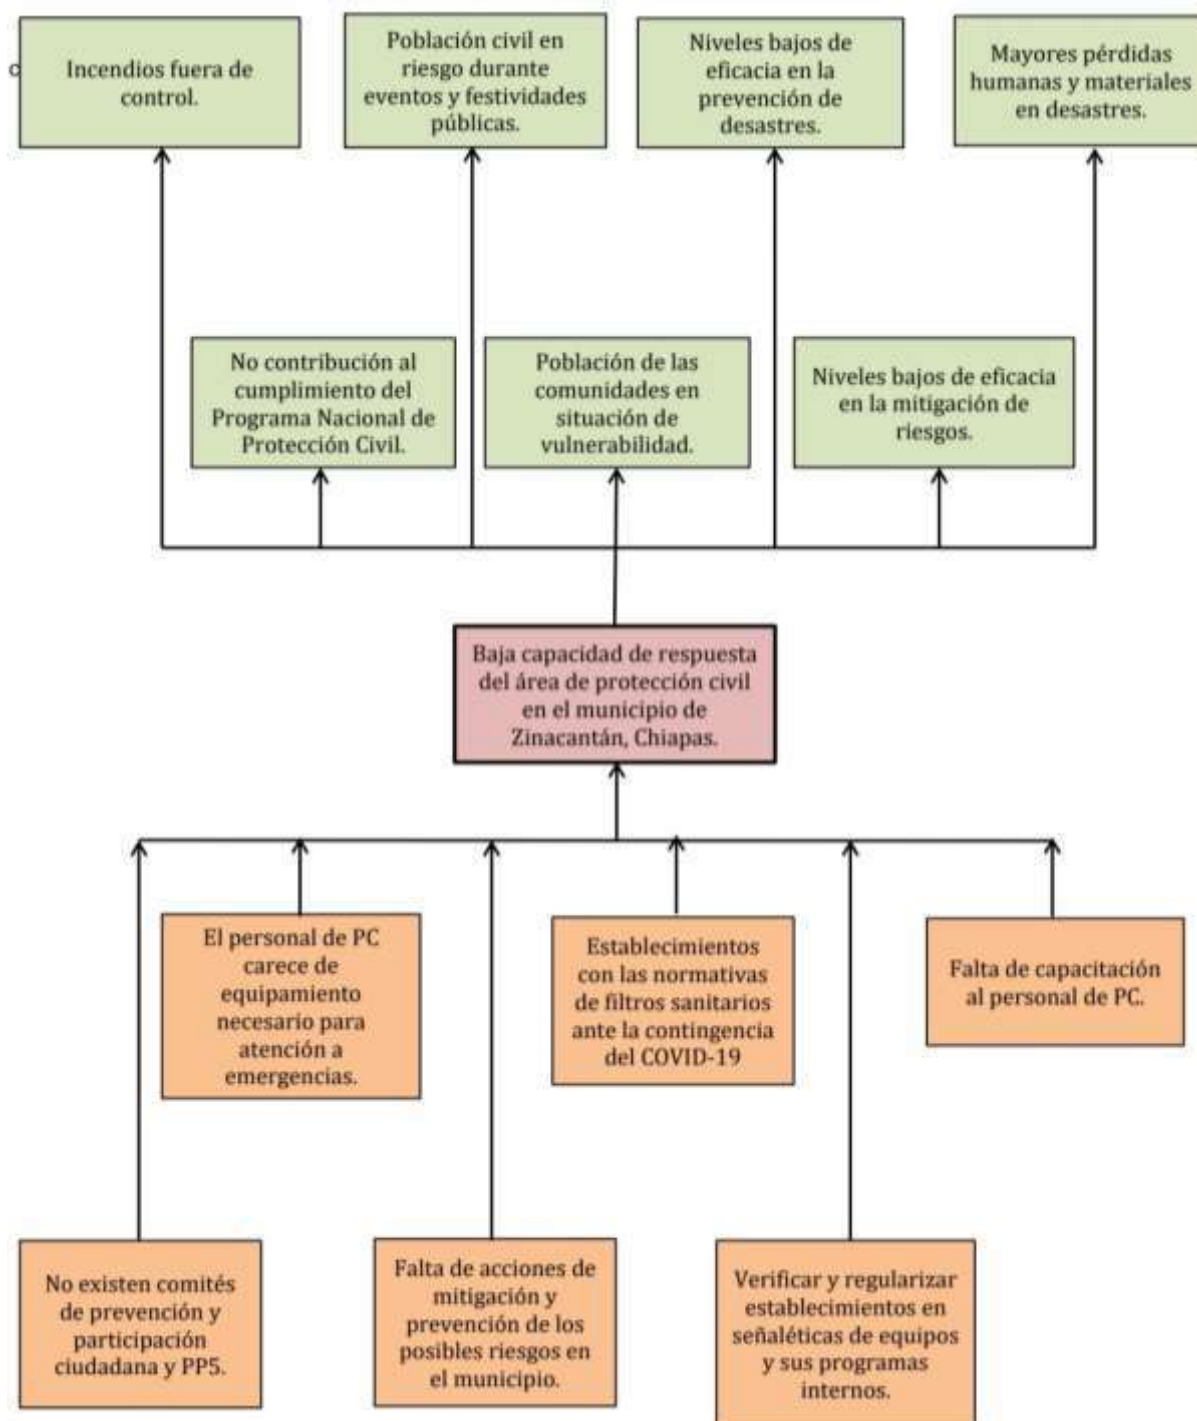 Incendios fuera de
control.
Población civil en
riesgo durante
eventos y festividades
públicas.
Niveles bajos de
eficacia en la
prevención de
desastres.
Mayores pérdidas
humanas y materiales
en desastres.
No contribución al
cumplimiento del
Programa Nacional de
Protección Civil.
Población de las
comunidades en
situación de
vulnerabilidad.
Niveles bajos de eficacia
en la mitigación de
riesgos.
Baja capacidad de respuesta
del área de protección civil
en el municipio de
Zinacantán, Chiapas.
El personal de PC
carece de
equipamiento
necesario para
atención a
emergencias.
Establecimientos
con las normativas
de filtros sanitarios
ante la contingencia
del COVID-19
Falta de capacitación
al personal de PC.
No existen comités
de prevención y
participación
ciudadana y PP5.
Falta de acciones de
mitigación y
prevención de los
posibles riesgos en
el municipio.
Verificar y regularizar
establecimientos en
señaléticas de equipos
y sus programas
internos.